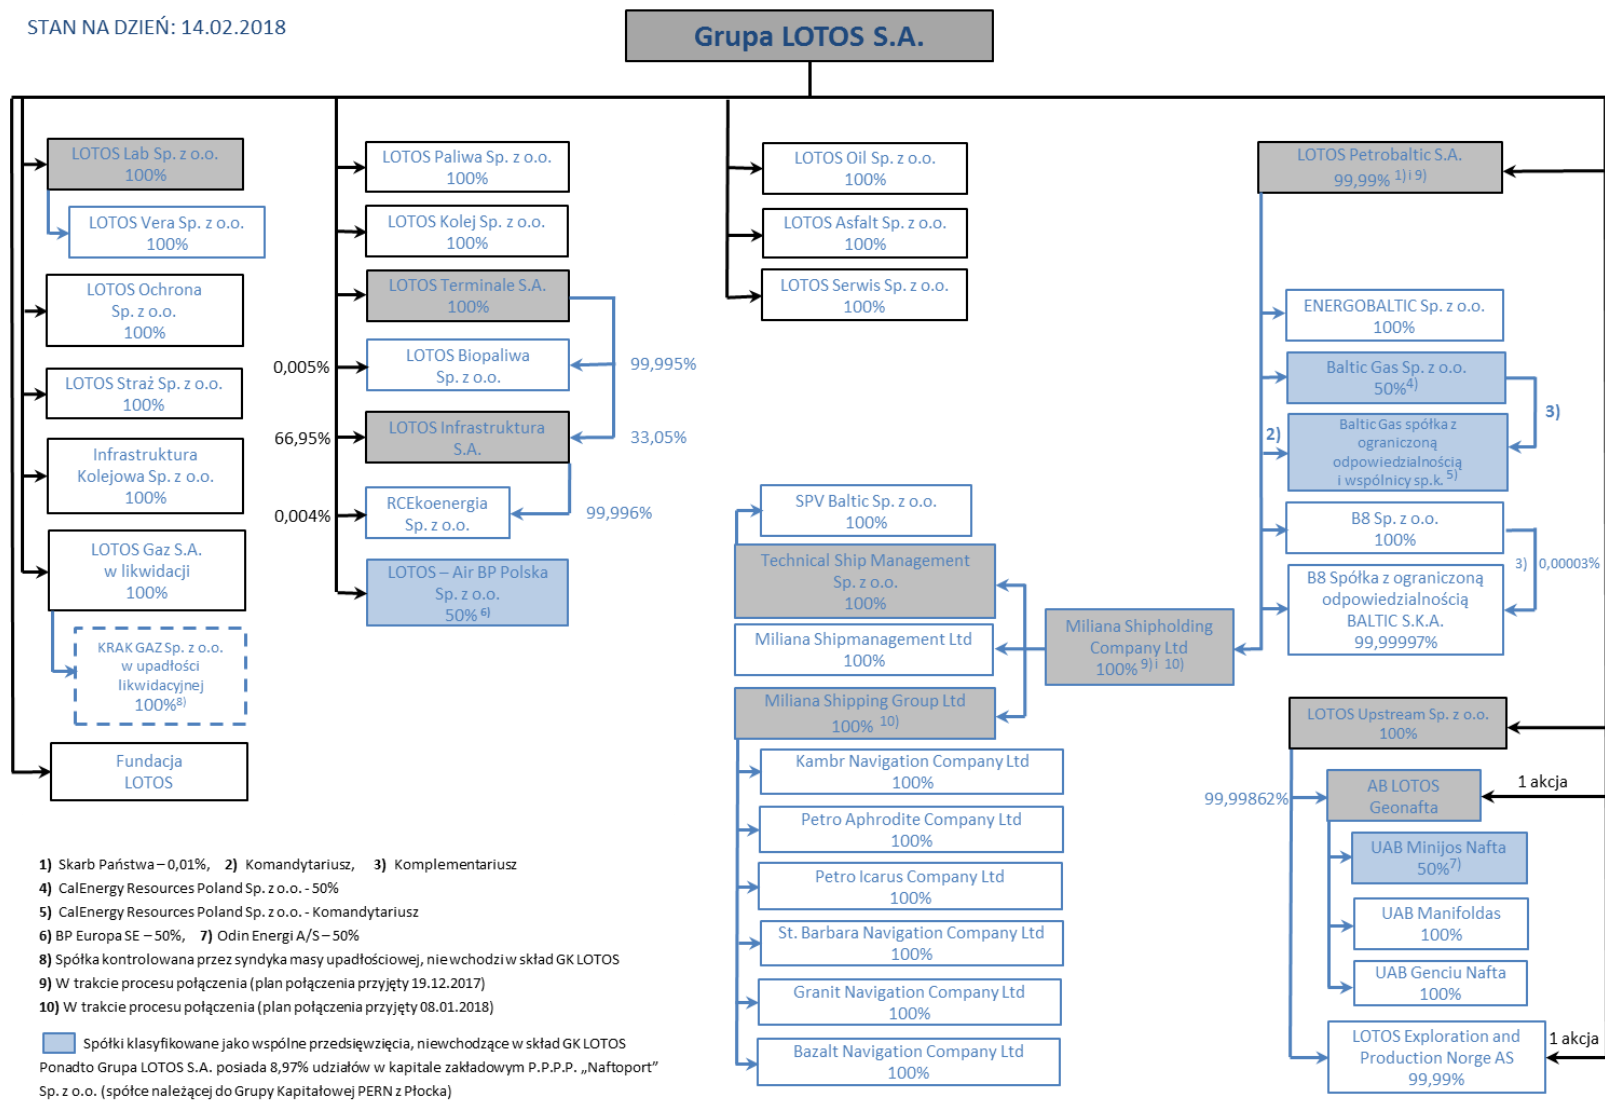 STAN NA DZIEŃ: 14.02.2018
Grupa LOTOS S.A.
LOTOS Lab Sp. z o.o.
100%
LOTOS Vera Sp. z o.o.
100%
LOTOS Ochrona
Sp. z o.o.
100%
LOTOS Straż Sp. z o.o.
100%
Infrastruktura
Kolejowa Sp. z o.o.
100%
LOTOS Gaz S.A.
w likwidacji
100%
KRAK GAZ Sp. z o.o.
w upadłości
likwidacyjnej
100%8)
Fundacja
LOTOS
LOTOS Paliwa Sp. z o.o.
100%
LOTOS Kolej Sp. z o.o.
100%
LOTOS Terminale S.A.
100%
0,005%
LOTOS Biopaliwa
Sp. z o.o.
99,995%
66,95%
LOTOS Infrastruktura
S.A.
33,05%
0,004%
RCEkoenergia
Sp. z o.o.
99,996%
LOTOS – Air BP Polska
Sp. z o.o.
50% 6)
LOTOS Oil Sp. z o.o.
100%
LOTOS Asfalt Sp. z o.o.
100%
LOTOS Serwis Sp. z o.o.
100%
SPV Baltic Sp. z o.o.
100%
Technical Ship Management
Sp. z o.o.
100%
Miliana Shipmanagement Ltd
100%
Miliana Shipping Group Ltd
100% 10)
Kambr Navigation Company Ltd
100%
Petro Aphrodite Company Ltd
100%
Petro Icarus Company Ltd
100%
St. Barbara Navigation Company Ltd
100%
Granit Navigation Company Ltd
100%
Bazalt Navigation Company Ltd
100%
Miliana Shipholding
Company Ltd
100% 9) i 10)
LOTOS Petrobaltic S.A.
99,99% 1) i 9)
ENERGOBALTIC Sp. z o.o.
100%
Baltic Gas Sp. z o.o.
50%4)
3)
2)
Baltic Gas spółka z
ograniczoną
odpowiedzialnością
i wspólnicy sp.k. 5)
B8 Sp. z o.o.
100%
3) 0,00003%
B8 Spółka z ograniczoną
odpowiedzialnością
BALTIC S.K.A.
99,99997%
LOTOS Upstream Sp. z o.o.
100%
99,99862%
AB LOTOS
Geonafta
1 akcja
UAB Minijos Nafta
50%7)
UAB Manifoldas
100%
UAB Genciu Nafta
100%
LOTOS Exploration and
Production Norge AS
99,99%
1 akcja
1) Skarb Państwa – 0,01%, 2) Komandytariusz, 3) Komplementariusz
4) CalEnergy Resources Poland Sp. z o.o. - 50%
5) CalEnergy Resources Poland Sp. z o.o. - Komandytariusz
6) BP Europa SE – 50%, 7) Odin Energi A/S – 50%
8) Spółka kontrolowana przez syndyka masy upadłościowej, nie wchodzi w skład GK LOTOS
9) W trakcie procesu połączenia (plan połączenia przyjęty 19.12.2017)
10) W trakcie procesu połączenia (plan połączenia przyjęty 08.01.2018)
Spółki klasyfikowane jako wspólne przedsięwzięcia, niewchodzące w skład GK LOTOS
Ponadto Grupa LOTOS S.A. posiada 8,97% udziałów w kapitale zakładowym P.P.P.P. „Naftoport”
Sp. z o.o. (spółce należącej do Grupy Kapitałowej PERN z Płocka)